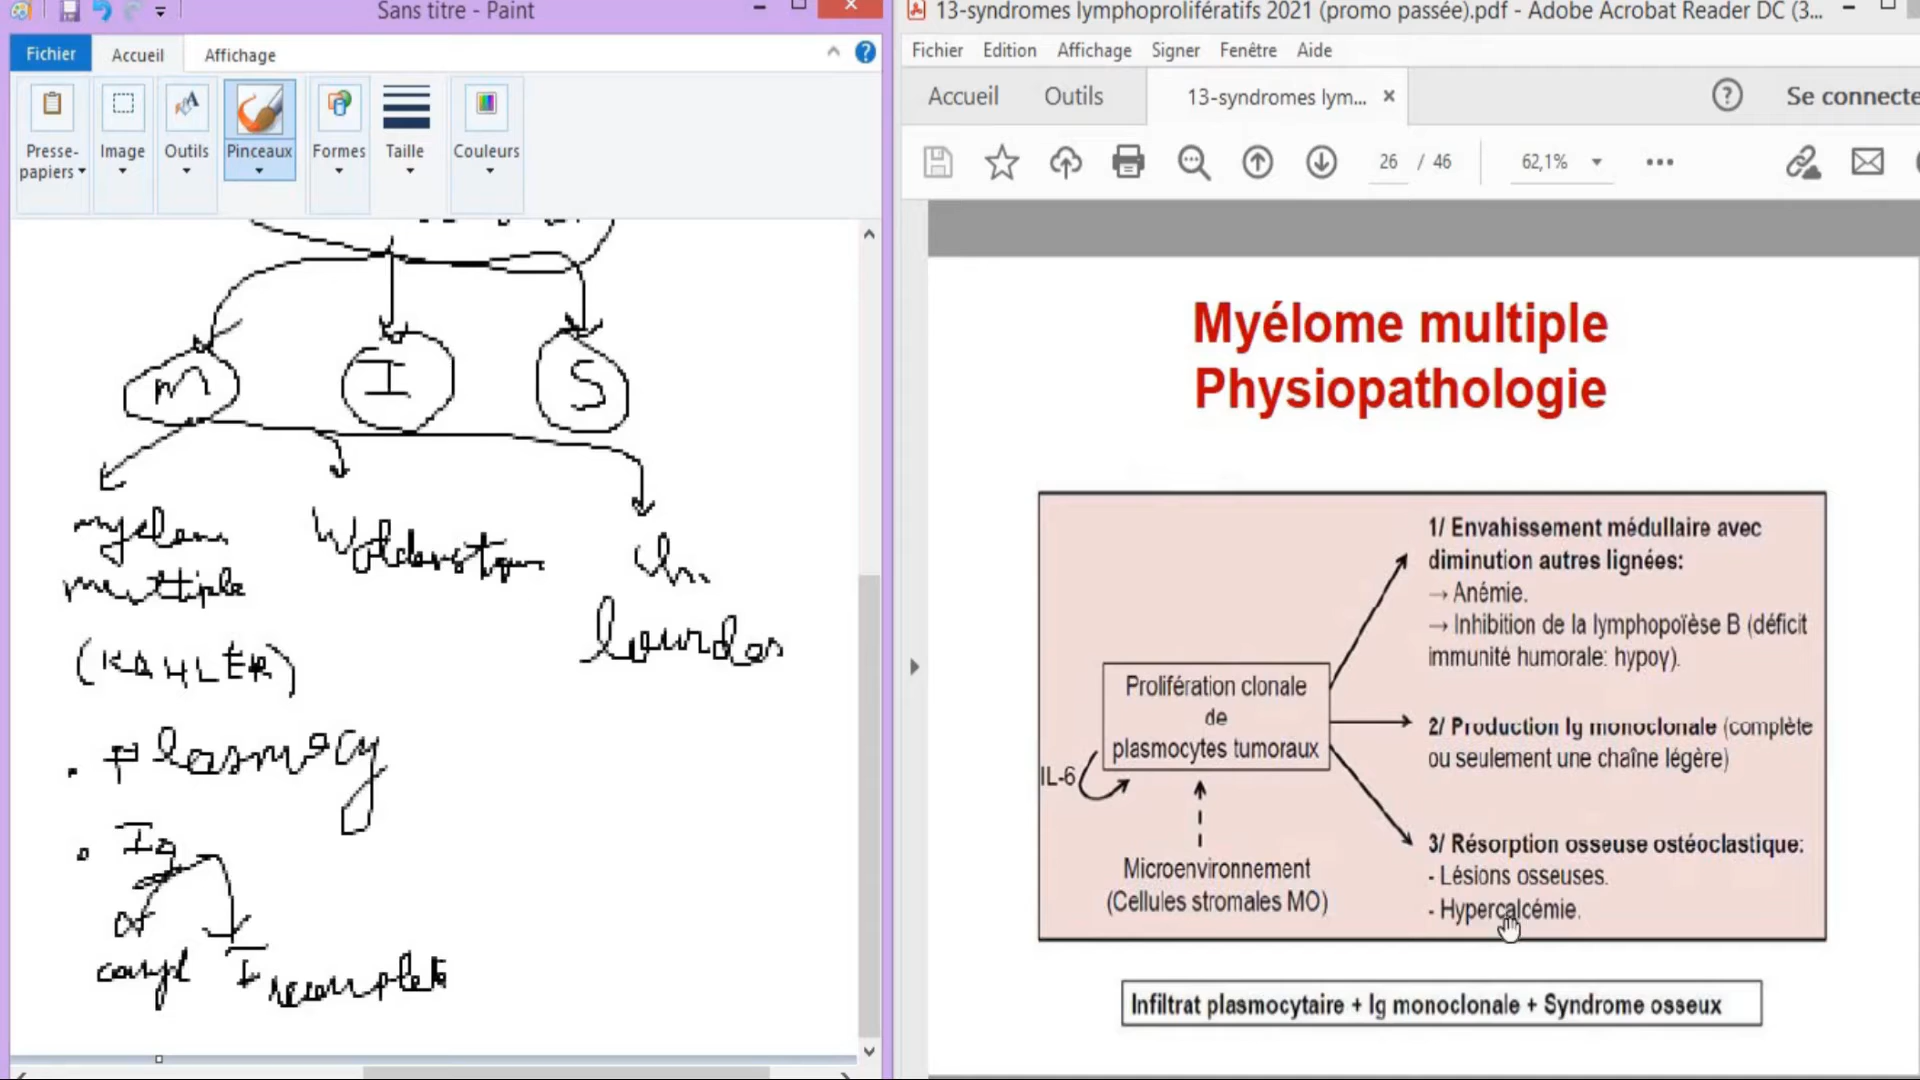 Sans titre - Paint
Fichier
Accueil
Affichage
Presse-
papiers
Image
Outils
Pinceaux
Formes
Taille
Couleurs
M
I
S
multiple
(KAHLER)
lourdes
Ig
13-syndromes lymphoprolifératifs 2021 (promo passée).pdf - Adobe Acrobat Reader DC (3...
Fichier Edition Affichage Signer Fenêtre Aide
Accueil
Outils
13-syndromes lym...
Se connecte
26 / 46
62,1%
Myélome multiple
Physiopathologie
1/ Envahissement médullaire avec
diminution autres lignées:
→ Anémie.
→ Inhibition de la lymphopoïèse B (déficit
immunité humorale: hypoγ).
Prolifération clonale
de
plasmocytes tumoraux
IL-6
2/ Production Ig monoclonale (complète
ou seulement une chaîne légère)
Microenvironnement
(Cellules stromales MO)
3/ Résorption osseuse ostéoclastique:
- Lésions osseuses.
- Hypercalcémie.
Infiltrat plasmocytaire + Ig monoclonale + Syndrome osseux